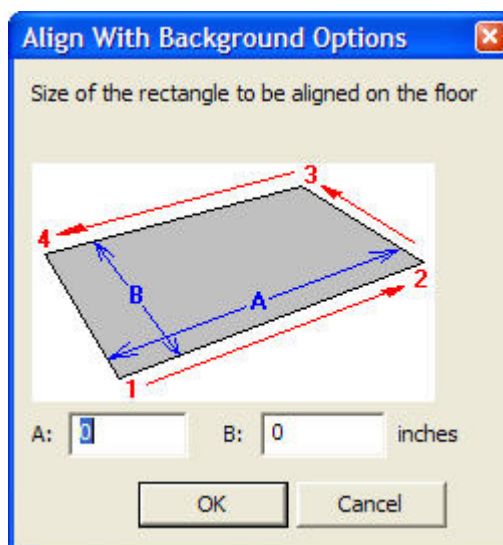 Align With Background Options
Size of the rectangle to be aligned on the floor
3
4
B
A
2
1
A: 0 B: 0 inches
OK Cancel